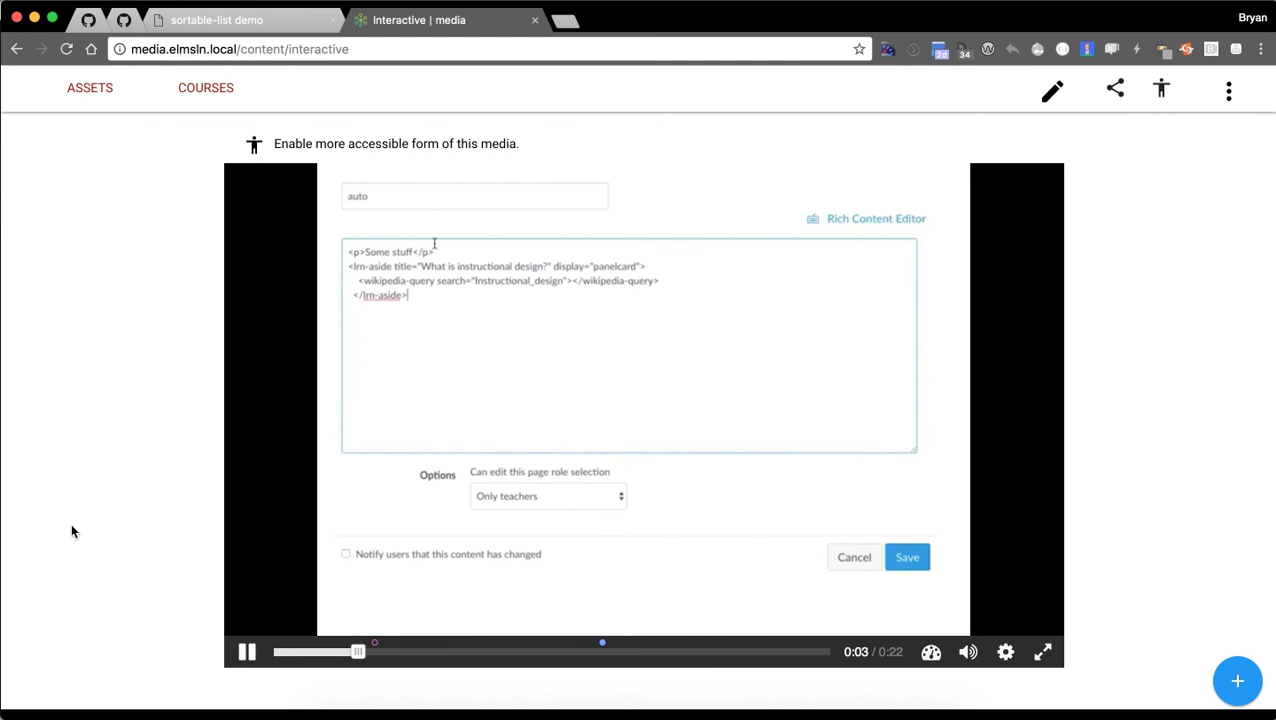 sortable-list demo
Interactive | media
Bryan
media.elmsln.local/content/interactive
2d
34
ASSETS
COURSES
Enable more accessible form of this media.
auto
Rich Content Editor
<p>Some stuff</p>
<lrn-aside title="What is instructional design?" display="panelcard">
<wikipedia-query search="Instructional_design"></wikipedia-query>
</lrn-aside>
Options
Can edit this page role selection
Only teachers
Notify users that this content has changed
Cancel
Save
0:03 / 0:22